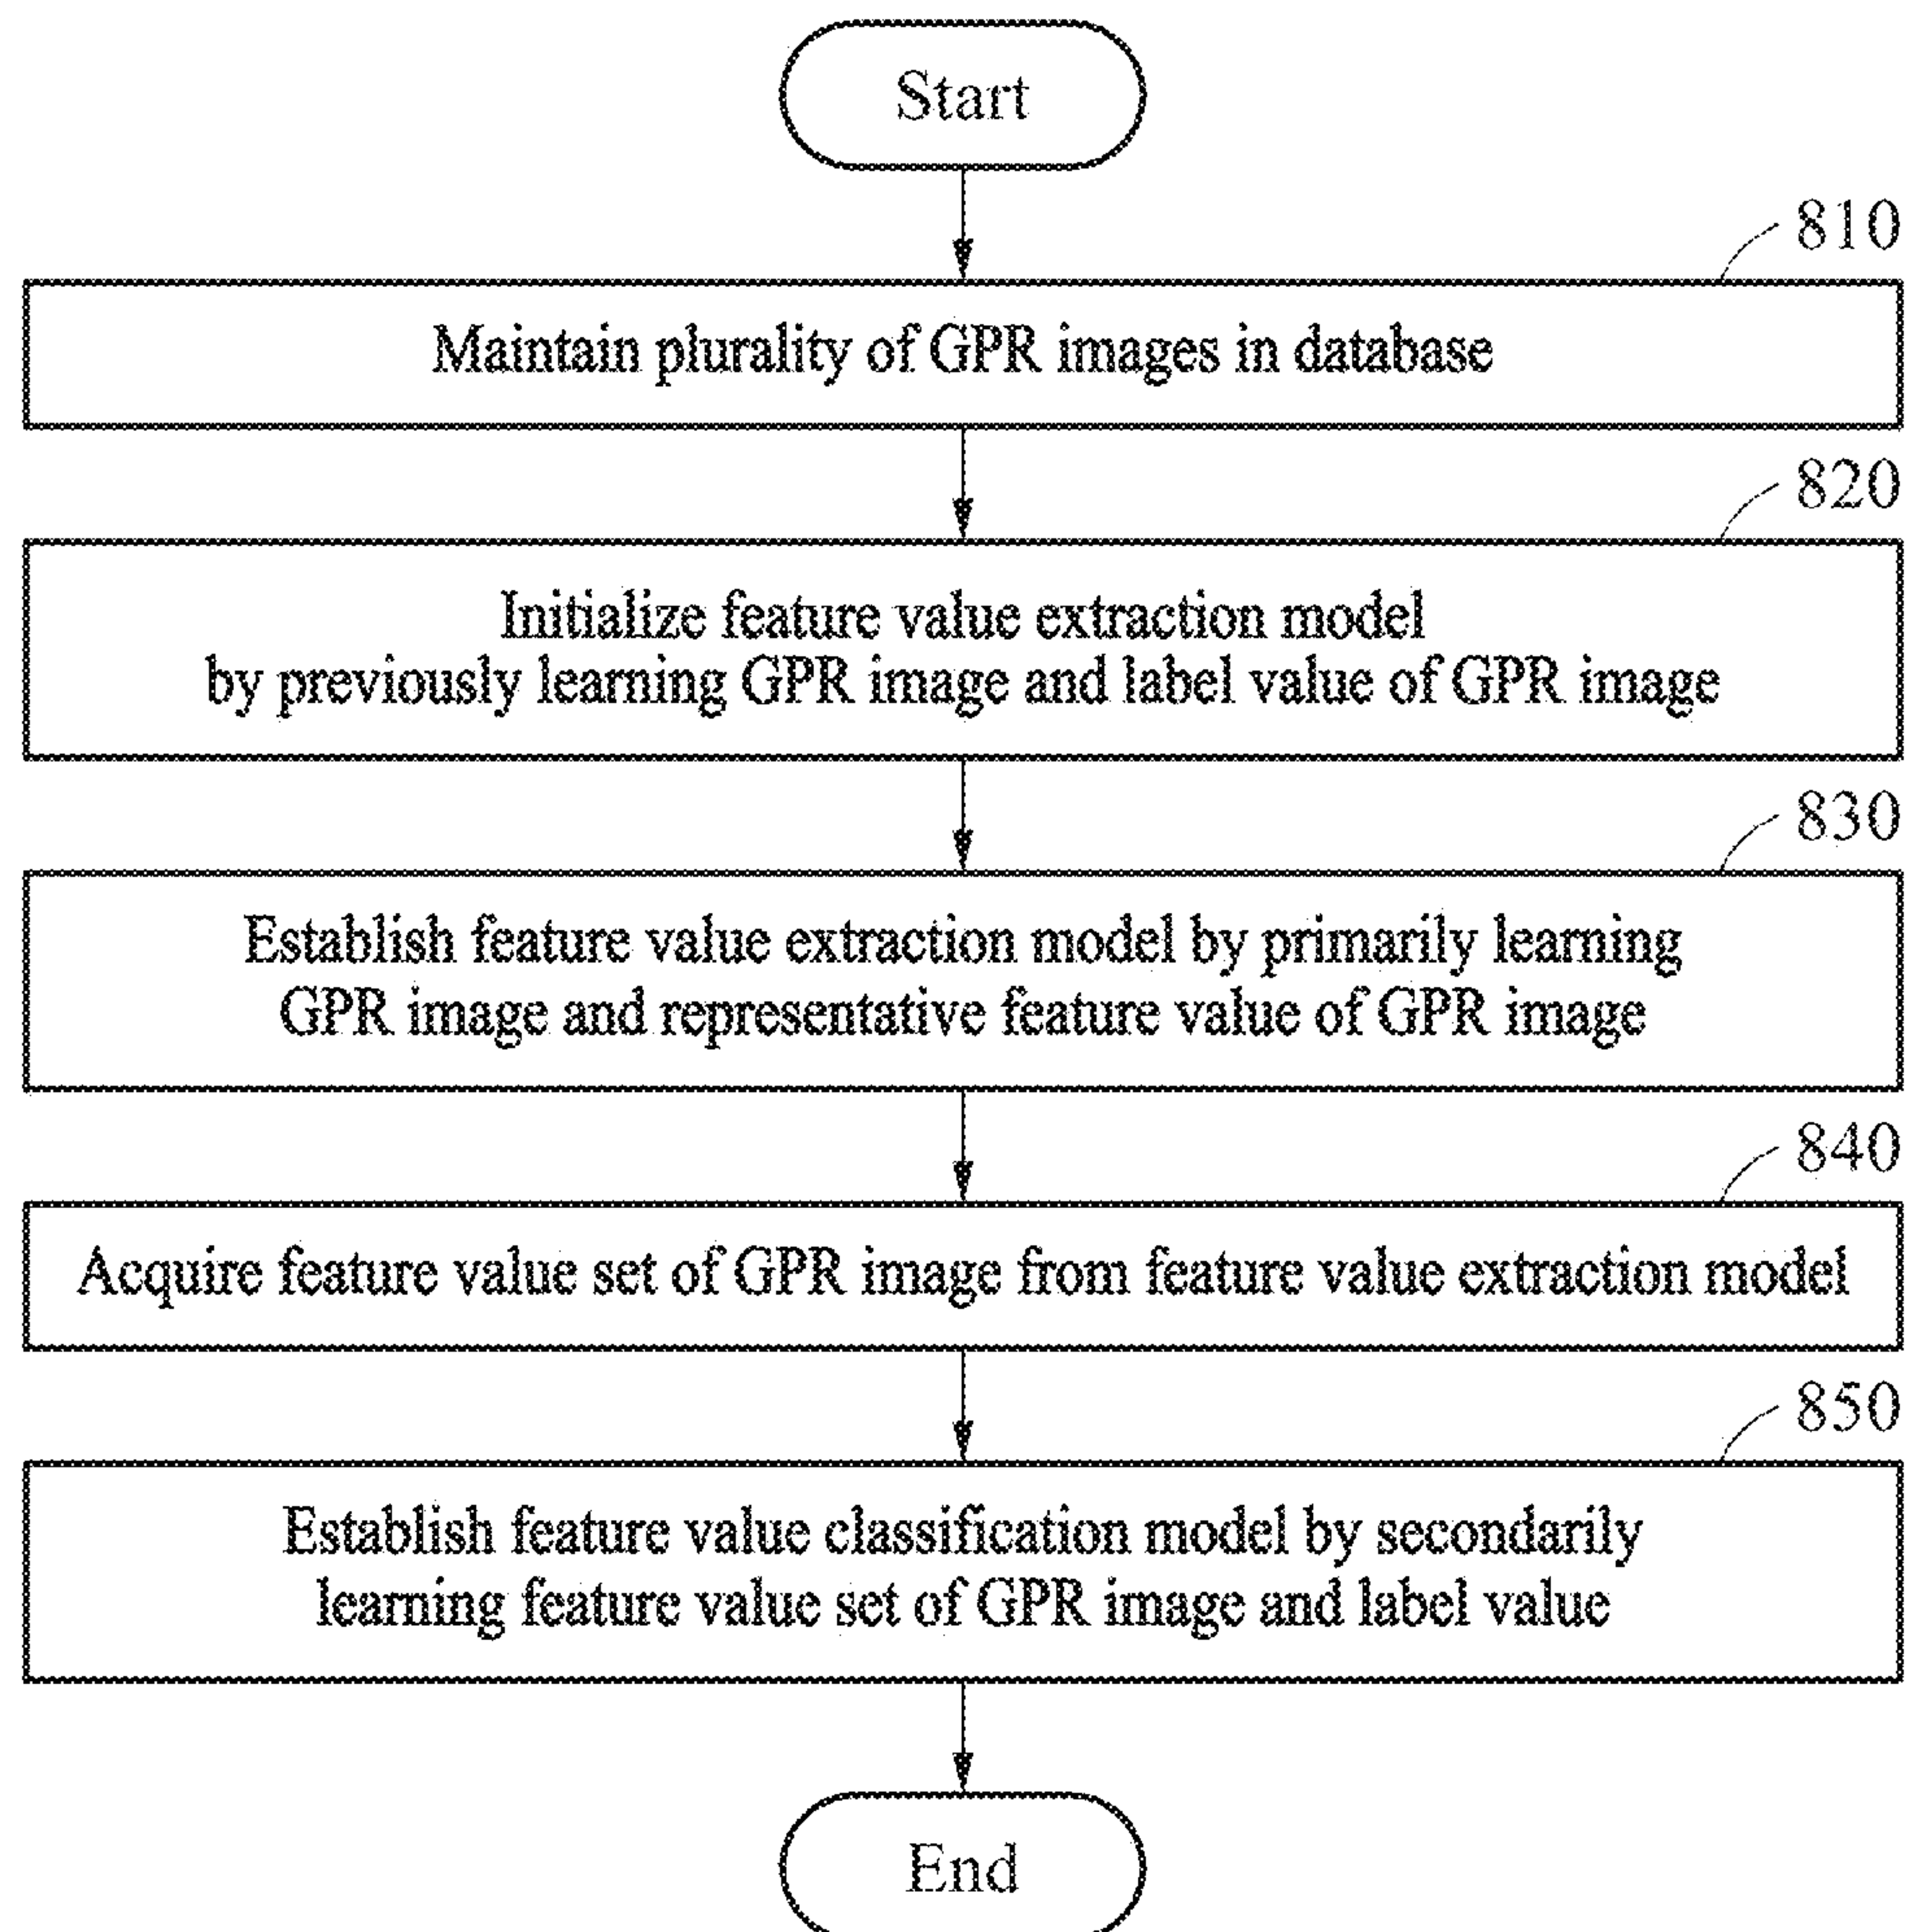 Start
810
Maintain plurality of GPR images in database
820
Initialize feature value extraction model
by previously learning GPR image and label value of GPR image
830
Establish feature value extraction model by primarily learning
GPR image and representative feature value of GPR image
840
Acquire feature value set of GPR image from feature value extraction model
850
Establish feature value classification model by secondarily
learning feature value set of GPR image and label value
End